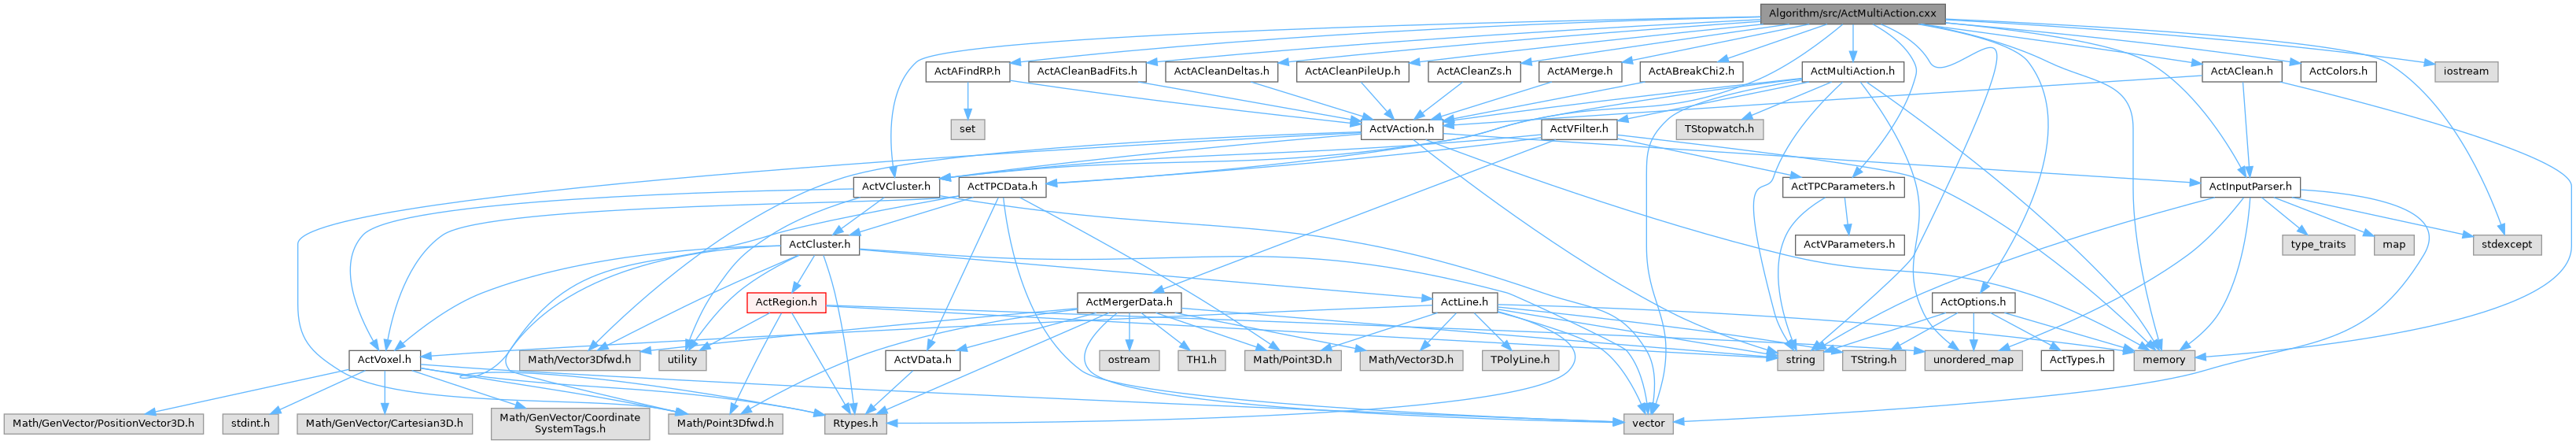 Algorithm/src/ActMultiAction.cxx
ActAFindRP.h
ActACleanBadFits.h
ActACleanDeltas.h
ActACleanPileUp.h
ActACleanZs.h
ActAMerge.h
ActABreakChi2.h
ActMultiAction.h
ActAClean.h
ActColors.h
iostream
set
ActVAction.h
ActVFilter.h
TStopwatch.h
ActVCluster.h
ActTPCData.h
ActTPCParameters.h
ActInputParser.h
ActCluster.h
ActVParameters.h
type_traits
map
stdexcept
ActRegion.h
ActMergerData.h
ActLine.h
ActOptions.h
ActVoxel.h
Math/Vector3Dfwd.h
utility
ActVData.h
ostream
TH1.h
Math/Point3D.h
Math/Vector3D.h
TPolyLine.h
string
TString.h
unordered_map
ActTypes.h
memory
Math/GenVector/PositionVector3D.h
stdint.h
Math/GenVector/Cartesian3D.h
Math/GenVector/Coordinate
SystemTags.h
Math/Point3Dfwd.h
Rtypes.h
vector